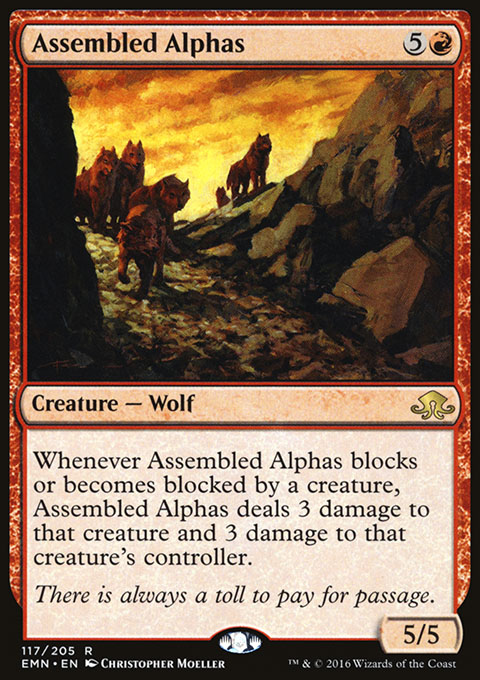 Assembled Alphas 5
Creature — Wolf
Whenever Assembled Alphas blocks
or becomes blocked by a creature,
Assembled Alphas deals 3 damage to
that creature and 3 damage to that
creature's controller.
There is always a toll to pay for passage.
5/5
117/205 R
EMN • EN Christopher Moeller
™ & © 2016 Wizards of the Coast